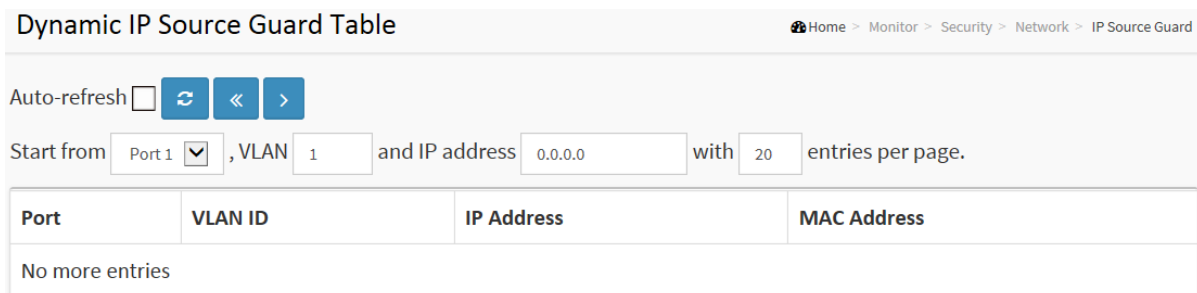 Dynamic IP Source Guard Table
Home > Monitor > Security > Network > IP Source Guard
Auto-refresh
Start from Port 1 , VLAN 1 and IP address 0.0.0.0 with 20 entries per page.
Port VLAN ID IP Address MAC Address
No more entries